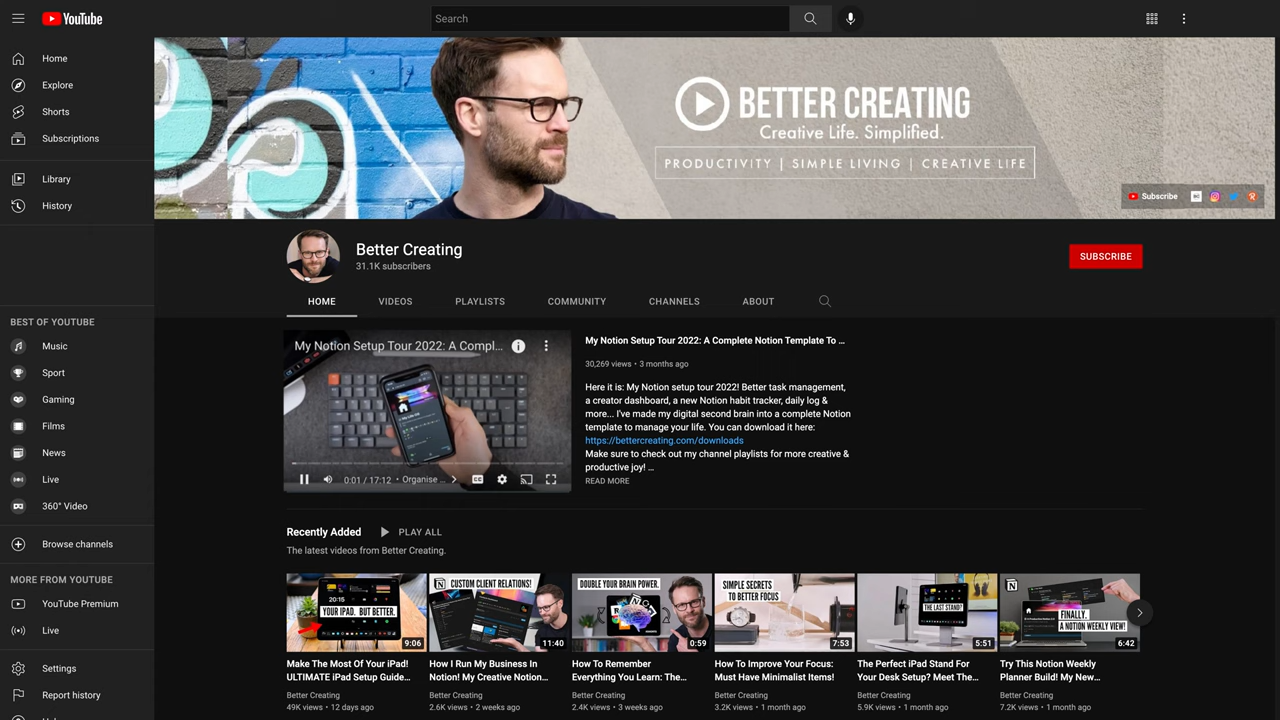 YouTube
Search
Home
Explore
Shorts
Subscriptions
Library
History
BEST OF YOUTUBE
Music
Sport
Gaming
Films
News
Live
360° Video
Browse channels
MORE FROM YOUTUBE
YouTube Premium
Live
Settings
Report history
BETTER CREATING
Creative Life. Simplified.
PRODUCTIVITY | SIMPLE LIVING | CREATIVE LIFE
Subscribe
Better Creating
31.1K subscribers
SUBSCRIBE
HOME
VIDEOS
PLAYLISTS
COMMUNITY
CHANNELS
ABOUT
My Notion Setup Tour 2022: A Compl...
0:01 / 17:12 • Organise ...
My Notion Setup Tour 2022: A Complete Notion Template To ...
30,269 views • 3 months ago
Here it is: My Notion setup tour 2022! Better task management,
a creator dashboard, a new Notion habit tracker, daily log &
more... I've made my digital second brain into a complete Notion
template to manage your life. You can download it here:
https://bettercreating.com/downloads
Make sure to check out my channel playlists for more creative &
productive joy! ...
READ MORE
Recently Added
PLAY ALL
The latest videos from Better Creating.
20:15
YOUR IPAD. BUT BETTER.
9:06
Make The Most Of Your iPad!
ULTIMATE iPad Setup Guide...
Better Creating
49K views • 12 days ago
CUSTOM CLIENT RELATIONS!
11:40
How I Run My Business In
Notion! My Creative Notion...
Better Creating
2.6K views • 2 weeks ago
DOUBLE YOUR BRAIN POWER.
0:59
How To Remember
Everything You Learn: The...
Better Creating
2.4K views • 3 weeks ago
SIMPLE SECRETS
TO BETTER FOCUS
7:53
How To Improve Your Focus:
Must Have Minimalist Items!
Better Creating
3.2K views • 1 month ago
THE LAST STAND?
5:51
The Perfect iPad Stand For
Your Desk Setup? Meet The...
Better Creating
5.9K views • 1 month ago
FINALLY.
A NOTION WEEKLY VIEW!
6:42
Try This Notion Weekly
Planner Build! My New...
Better Creating
7.2K views • 1 month ago